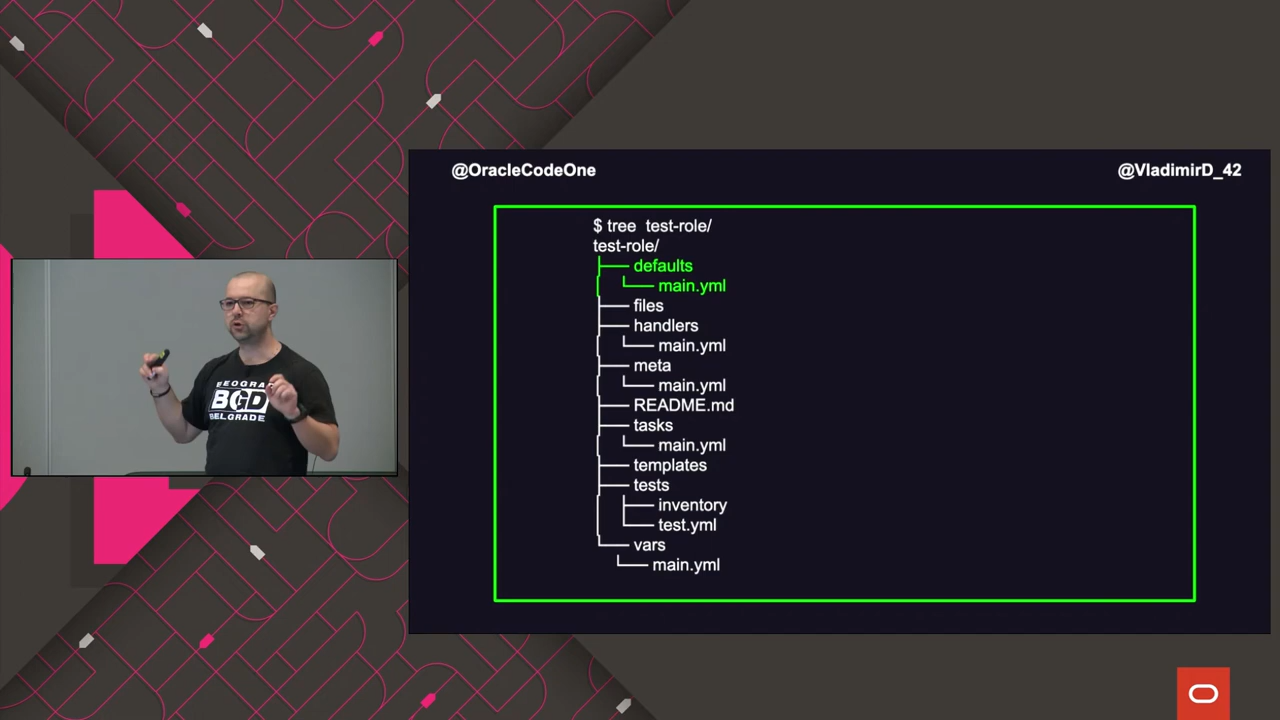 @OracleCodeOne
@VladimirD_42
$ tree test-role/
test-role/
├── defaults
│ └── main.yml
├── files
├── handlers
│ └── main.yml
├── meta
│ └── main.yml
├── README.md
├── tasks
│ └── main.yml
├── templates
├── tests
│ ├── inventory
│ └── test.yml
└── vars
└── main.yml
BEOGRA
BGD
BELGRADE